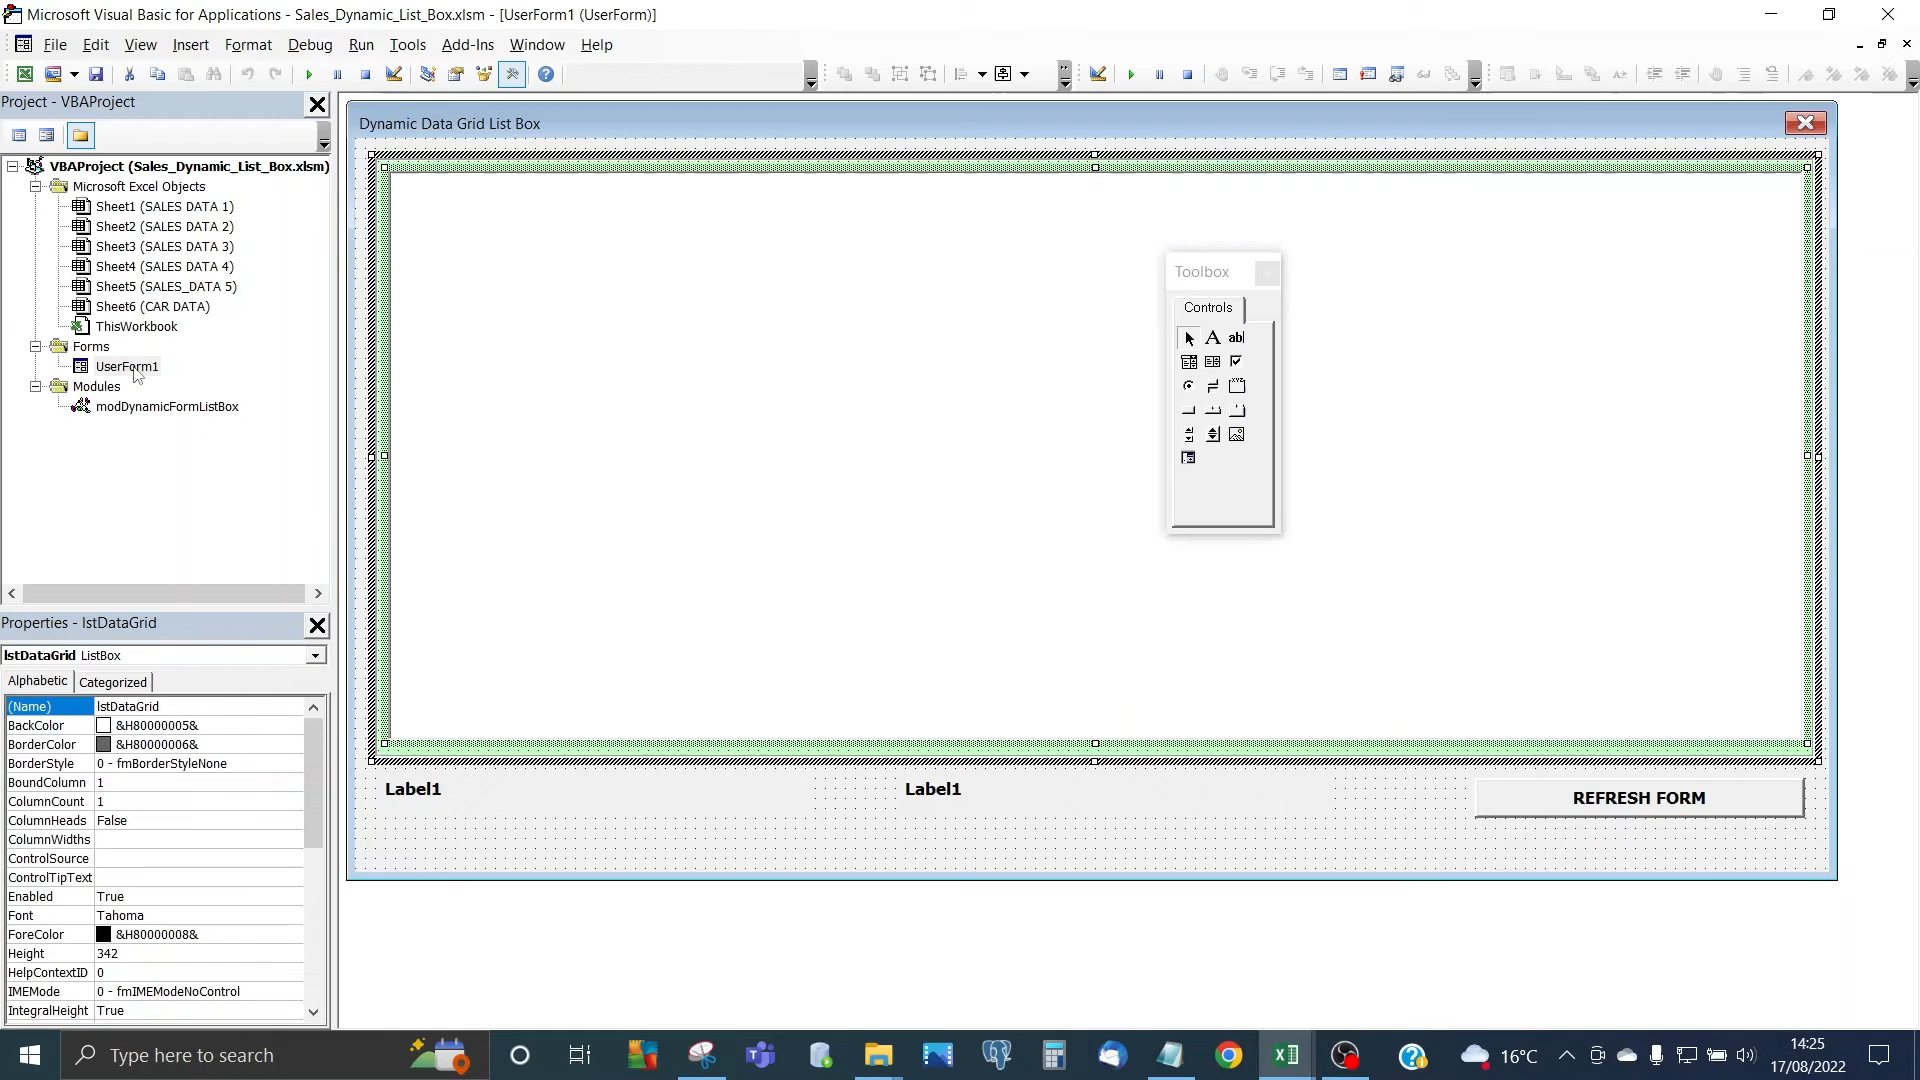 Microsoft Visual Basic for Applications - Sales_Dynamic_List_Box.xlsm - [UserForm1 (UserForm)]
File Edit View Insert Format Debug Run Tools Add-Ins Window Help
Project - VBAProject
VBAProject (Sales_Dynamic_List_Box.xlsm)
Microsoft Excel Objects
Sheet1 (SALES DATA 1)
Sheet2 (SALES DATA 2)
Sheet3 (SALES DATA 3)
Sheet4 (SALES DATA 4)
Sheet5 (SALES_DATA 5)
Sheet6 (CAR DATA)
ThisWorkbook
Forms
UserForm1
Modules
modDynamicFormListBox
Properties - lstDataGrid
lstDataGrid ListBox
Alphabetic Categorized
(Name) lstDataGrid
BackColor &H80000005&
BorderColor &H80000006&
BorderStyle 0 - fmBorderStyleNone
BoundColumn 1
ColumnCount 1
ColumnHeads False
ColumnWidths
ControlSource
ControlTipText
Enabled True
Font Tahoma
ForeColor &H80000008&
Height 342
HelpContextID 0
IMEMode 0 - fmIMEModeNoControl
IntegralHeight True
Dynamic Data Grid List Box
Toolbox
Controls
A ab|
XYZ
Label1 Label1 REFRESH FORM
Type here to search
16°C
14:25
17/08/2022